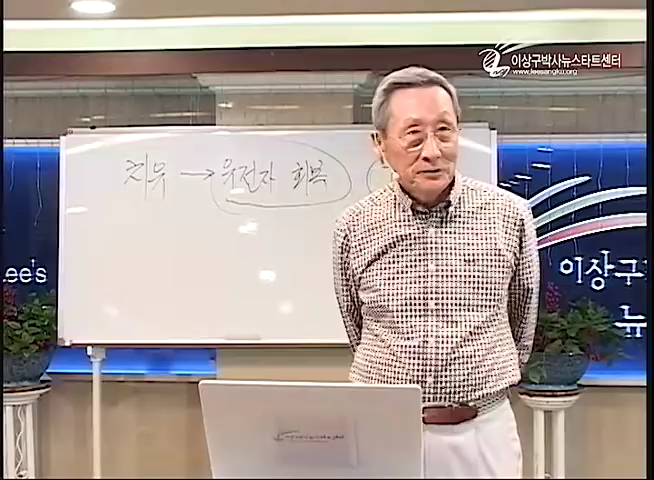 이상구박사뉴스타트센터
www.leesangku.org
치유 → 유전자 회복
Lee's
이상구
뉴